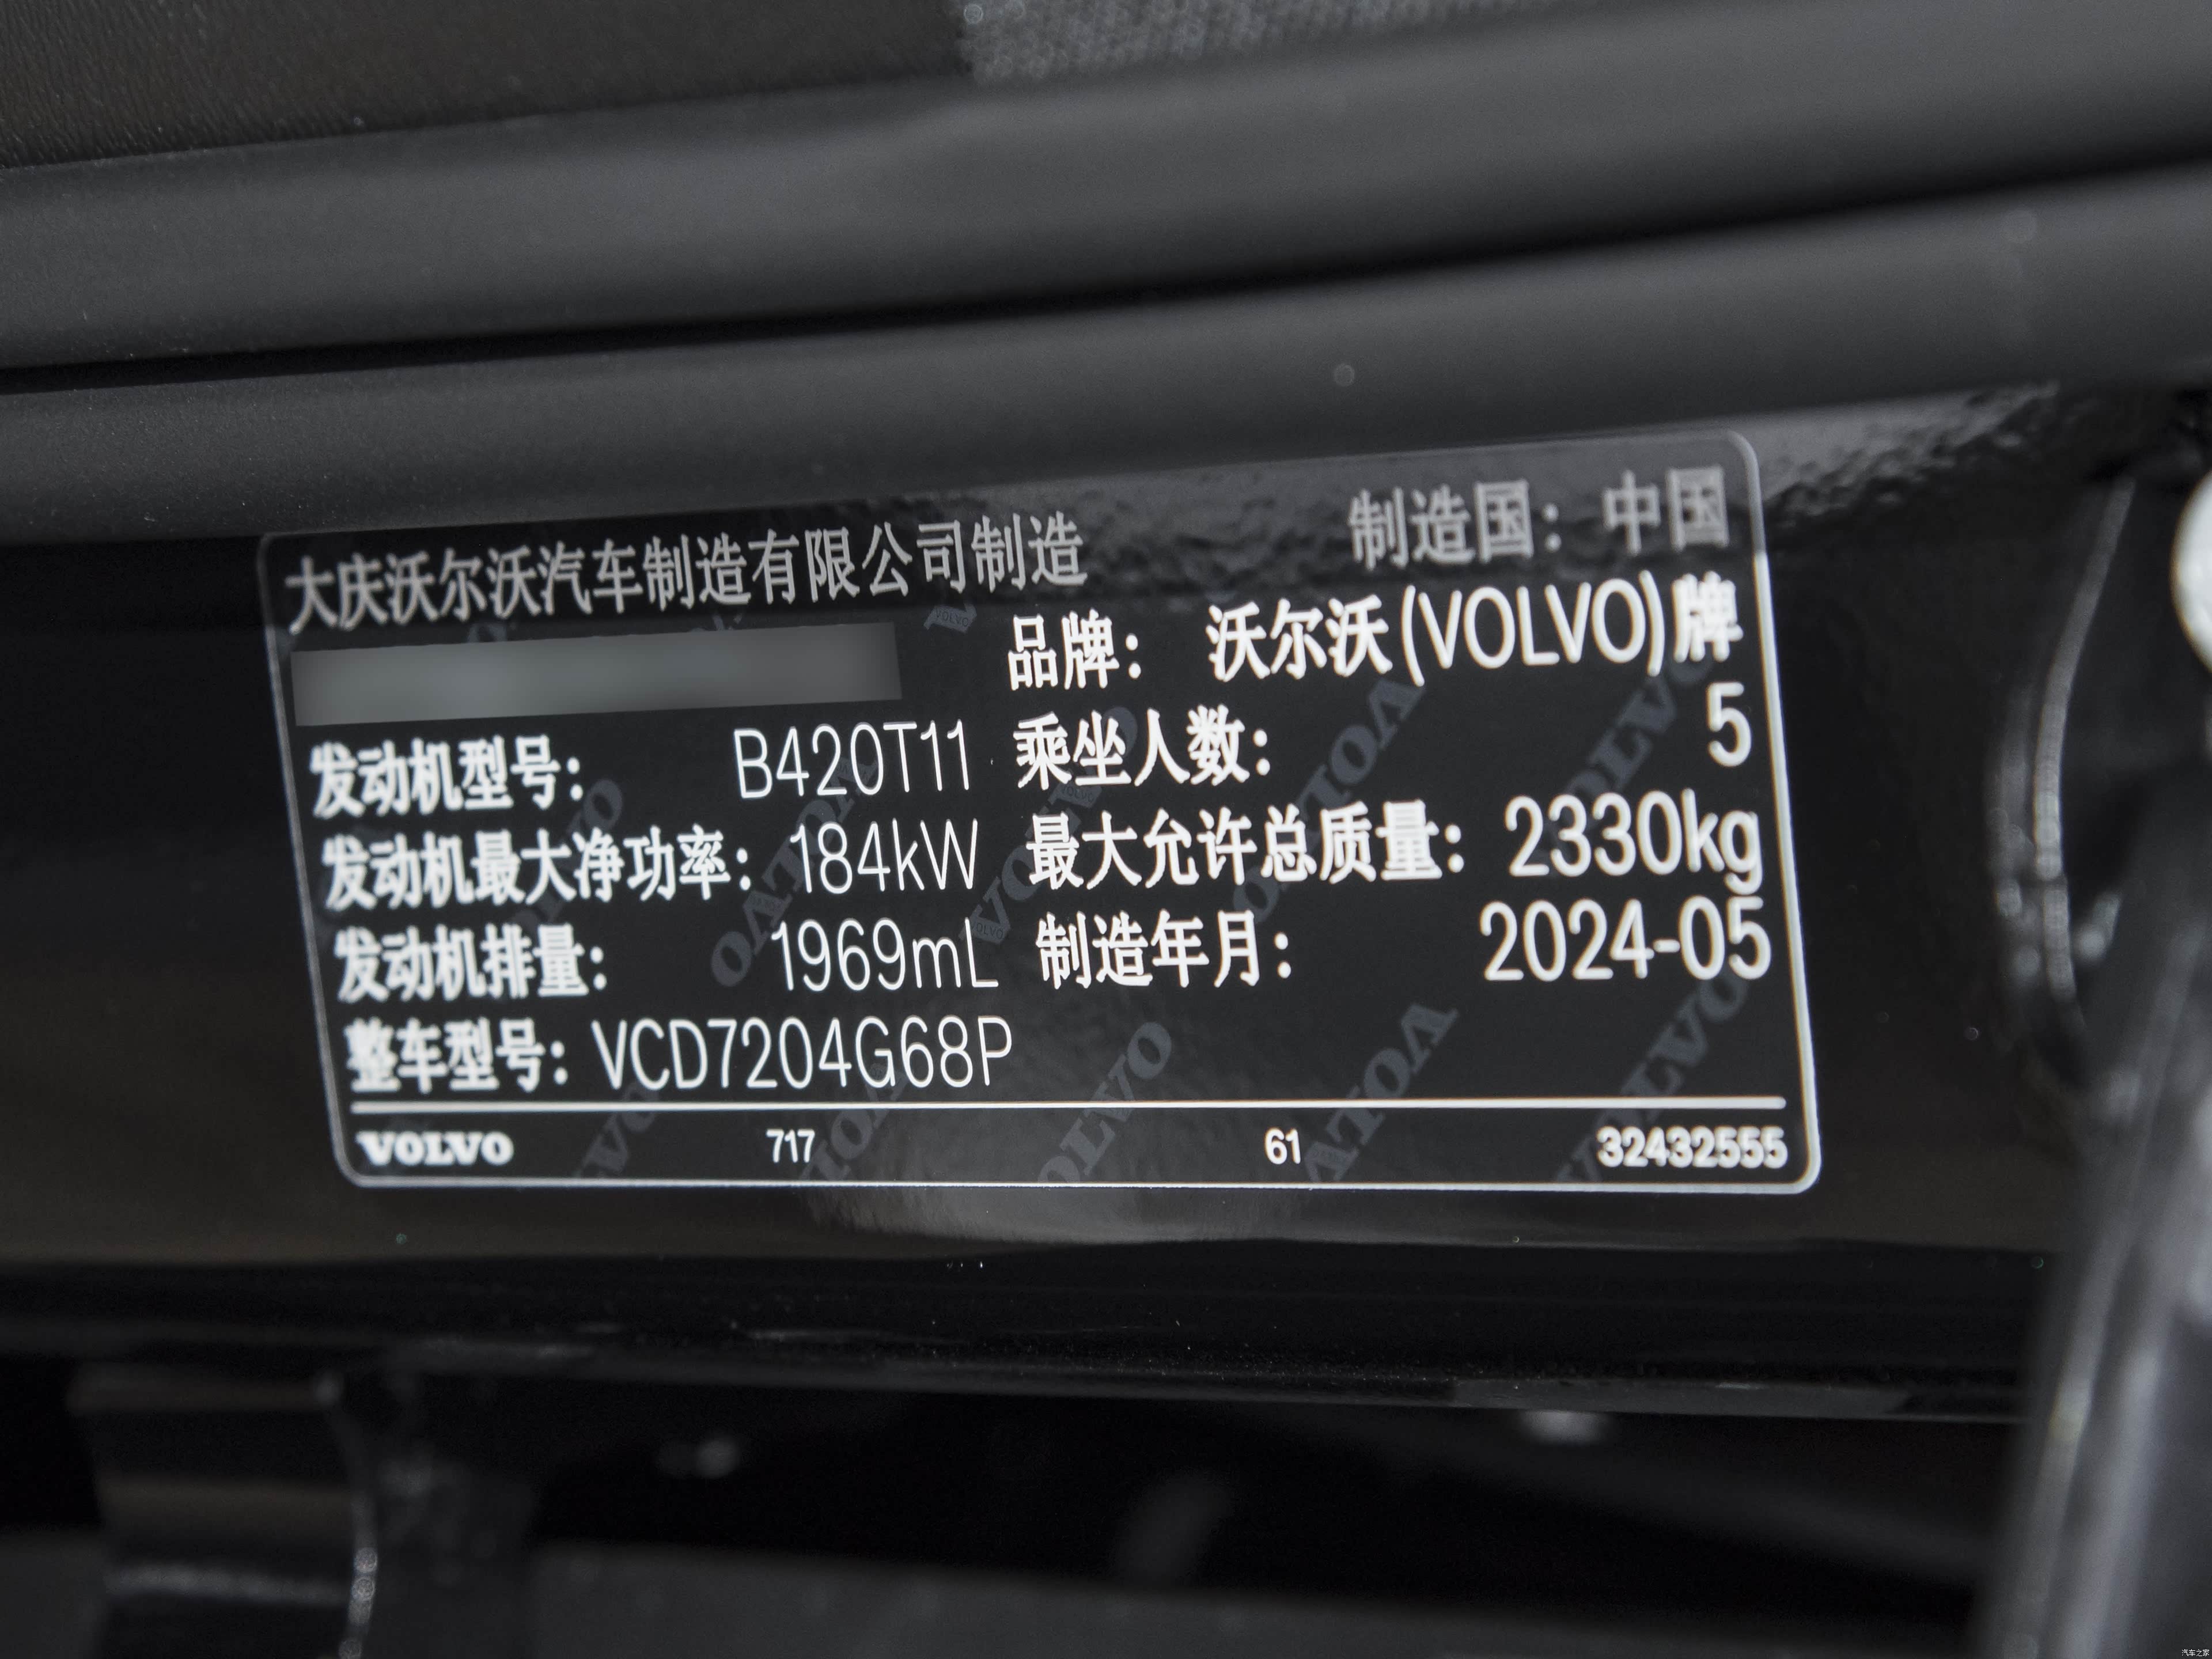 大庆沃尔沃汽车制造有限公司制造 制造国：中国
品牌： 沃尔沃(VOLVO)牌
发动机型号： B420T11 乘坐人数： 5
发动机最大净功率：184kW 最大允许总质量：2330kg
发动机排量： 1969mL 制造年月： 2024-05
整车型号：VCD7204G68P
VOLVO 717 61 32432555
汽车之家